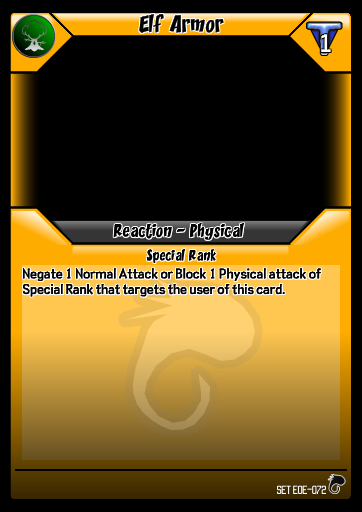 Elf Armor
1
Reaction - Physical
Special Rank
Negate 1 Normal Attack or Block 1 Physical attack of
Special Rank that targets the user of this card.
SET EOE-072